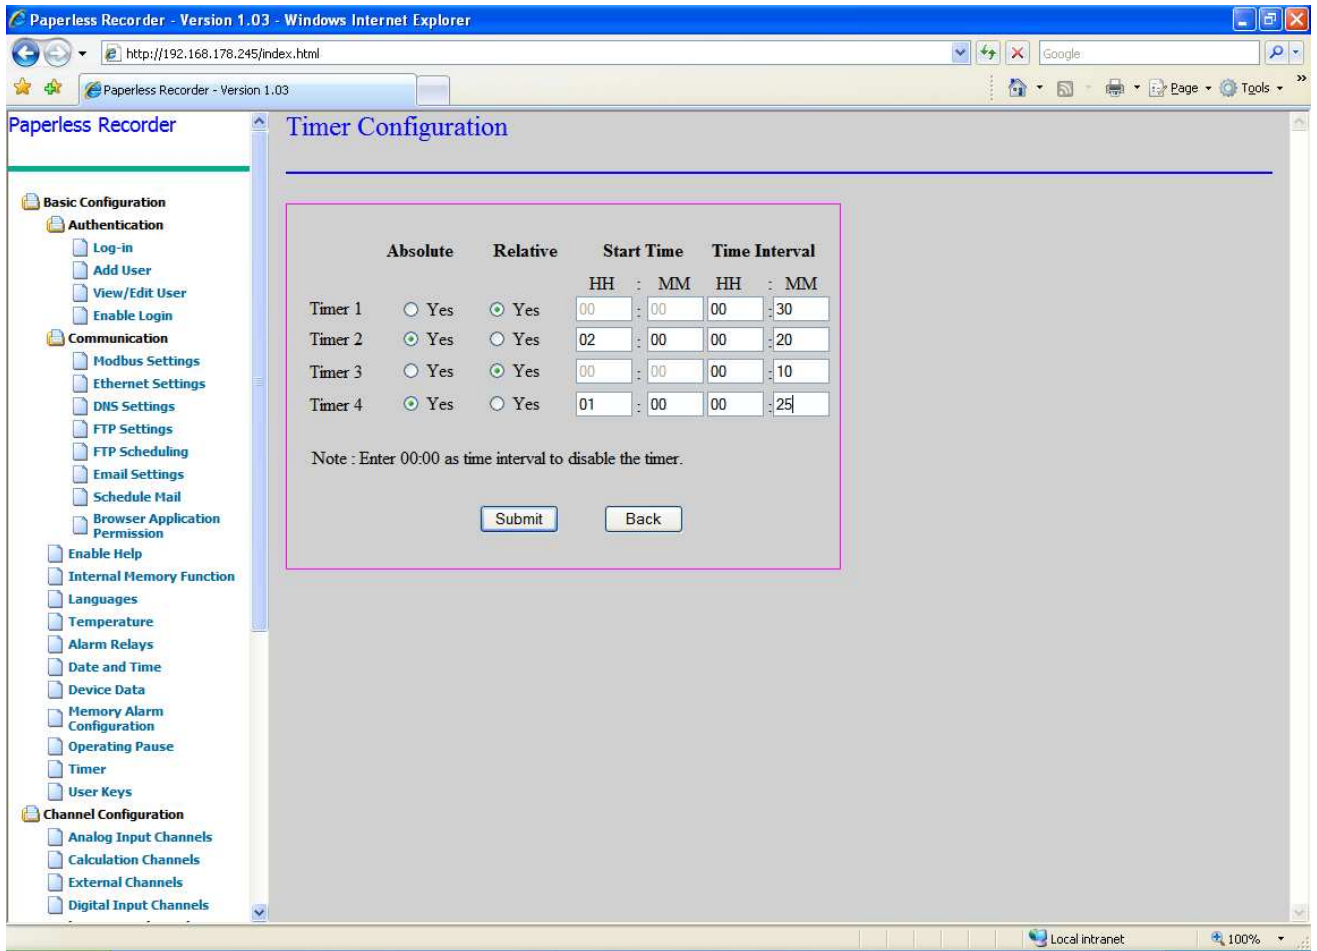 Paperless Recorder - Version 1.03 - Windows Internet Explorer
http://192.168.178.245/index.html
Google
Paperless Recorder - Version 1.03
Page
Tools
»
Paperless Recorder
Basic Configuration
Authentication
Log-in
Add User
View/Edit User
Enable Login
Communication
Modbus Settings
Ethernet Settings
DNS Settings
FTP Settings
FTP Scheduling
Email Settings
Schedule Mail
Browser Application
Permission
Enable Help
Internal Memory Function
Languages
Temperature
Alarm Relays
Date and Time
Device Data
Memory Alarm
Configuration
Operating Pause
Timer
User Keys
Channel Configuration
Analog Input Channels
Calculation Channels
External Channels
Digital Input Channels
Timer Configuration
Absolute Relative Start Time Time Interval
HH : MM HH : MM
Timer 1 Yes Yes 00 : 00 00 : 30
Timer 2 Yes Yes 02 : 00 00 : 20
Timer 3 Yes Yes 00 : 00 00 : 10
Timer 4 Yes Yes 01 : 00 00 : 25
Note : Enter 00:00 as time interval to disable the timer.
Submit Back
Local intranet 100%